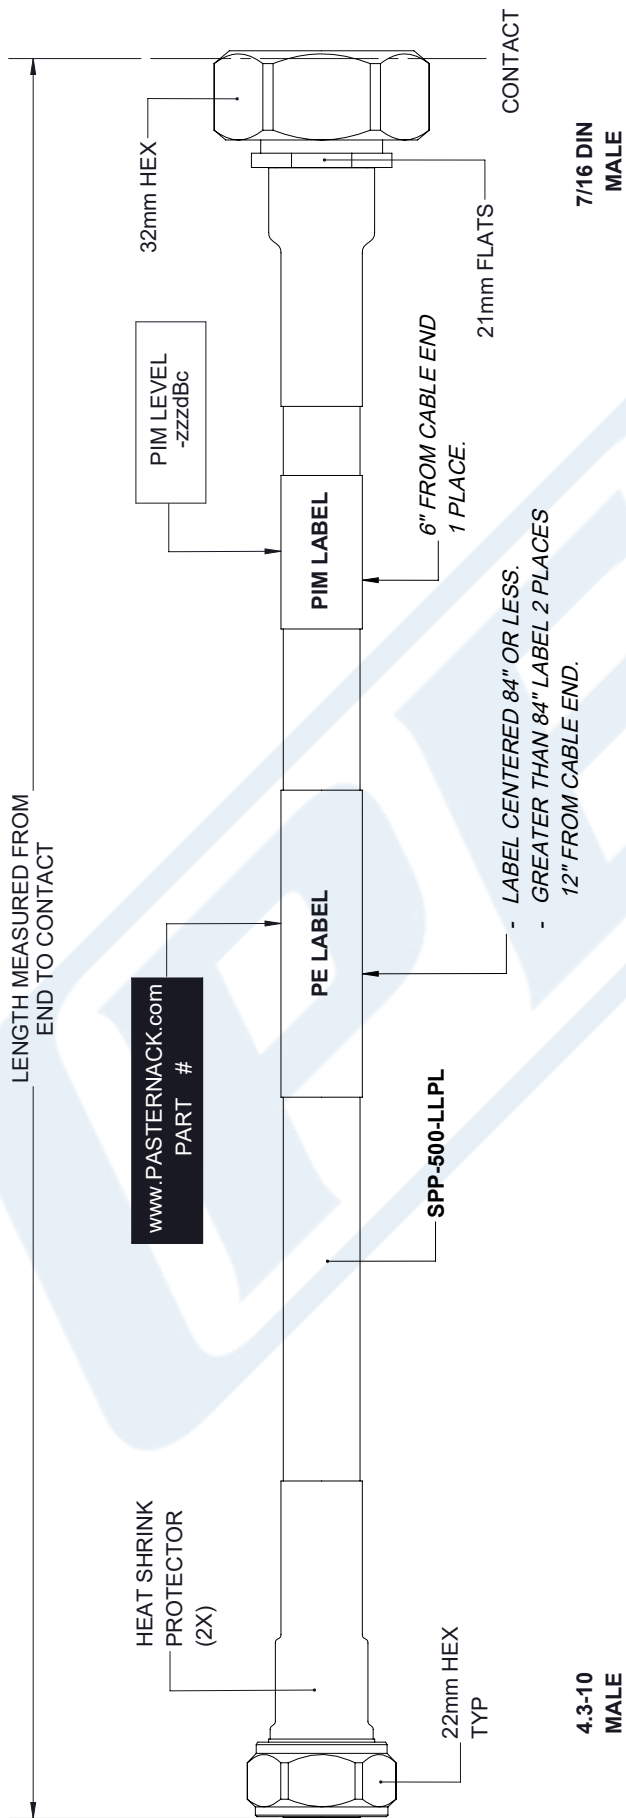 LENGTH MEASURED FROM
END TO CONTACT
HEAT SHRINK
PROTECTOR
(2X)
www.PASTERNACK.com
PART #
PIM LEVEL
-zzzdBc
32mm HEX
PE LABEL
PIM LABEL
22mm HEX
TYP
SPP-500-LLPL
- LABEL CENTERED 84" OR LESS.
- GREATER THAN 84" LABEL 2 PLACES
12" FROM CABLE END.
6" FROM CABLE END
1 PLACE.
21mm FLATS
CONTACT
4.3-10
MALE
7/16 DIN
MALE